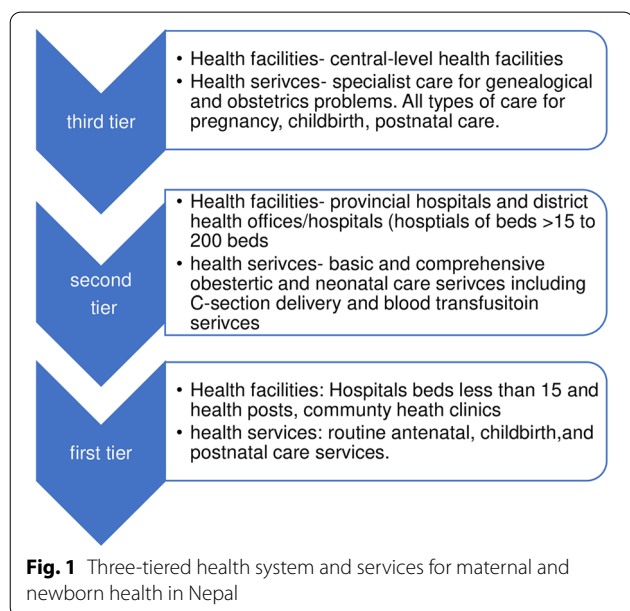 third tier
• Health facilities- central-level health facilities
• Health serivces- specialist care for genealogical
and obstetrics problems. All types of care for
pregnancy, childbirth, postnatal care.
second
tier
• Health facilities- provincial hospitals and district
health offices/hospitals (hosptials of beds >15 to
200 beds
• health serivces- basic and comprehensive
obestertic and neonatal care serivces including
C-section delivery and blood transfusitoin
serivces
first tier
• Health facilities: Hospitals beds less than 15 and
health posts, communty heath clinics
• health services: routine antenatal, childbirth,and
postnatal care services.
Fig. 1 Three-tiered health system and services for maternal and
newborn health in Nepal